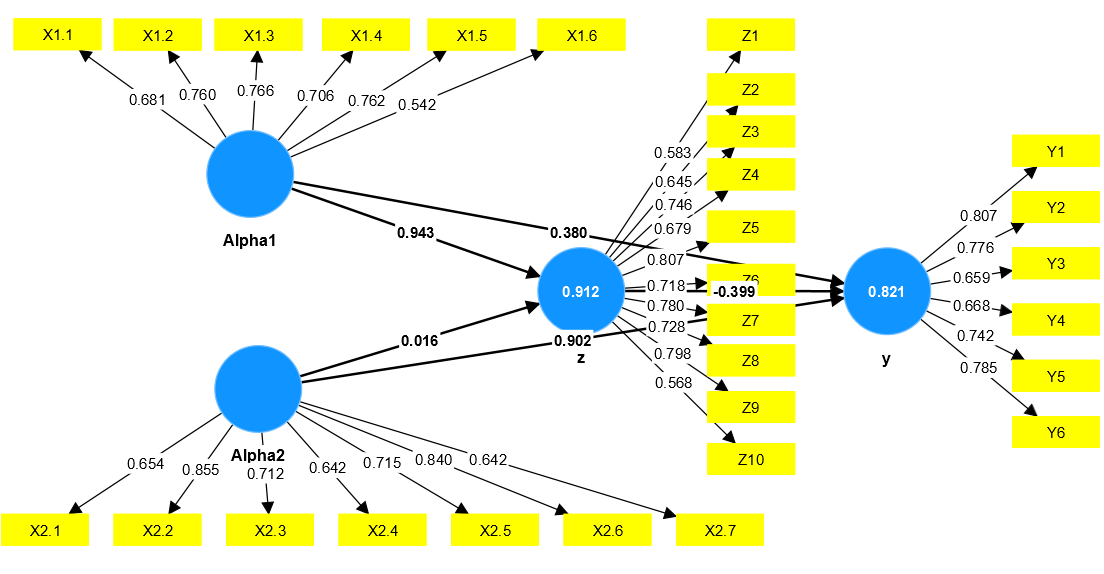 X1.1 X1.2 X1.3 X1.4 X1.5 X1.6 Z1
Z2
0.681 0.760 0.766 0.706 0.762 0.542
Z3
Y1
0.583
Z4
0.645
0.746 Y2
0.807
0.679 Z5
Alpha1 0.943 0.380 0.776
0.807 Y3
0.659
Z6
0.912 0.718 -0.399 0.821
0.780 0.668
Z7 Y4
0.728
0.016 0.902 0.742
z 0.798 Z8 y
0.785 Y5
0.568
Z9
Y6
Alpha2
0.654 0.855 0.712 0.642 0.715 0.840 0.642 Z10
X2.1 X2.2 X2.3 X2.4 X2.5 X2.6 X2.7